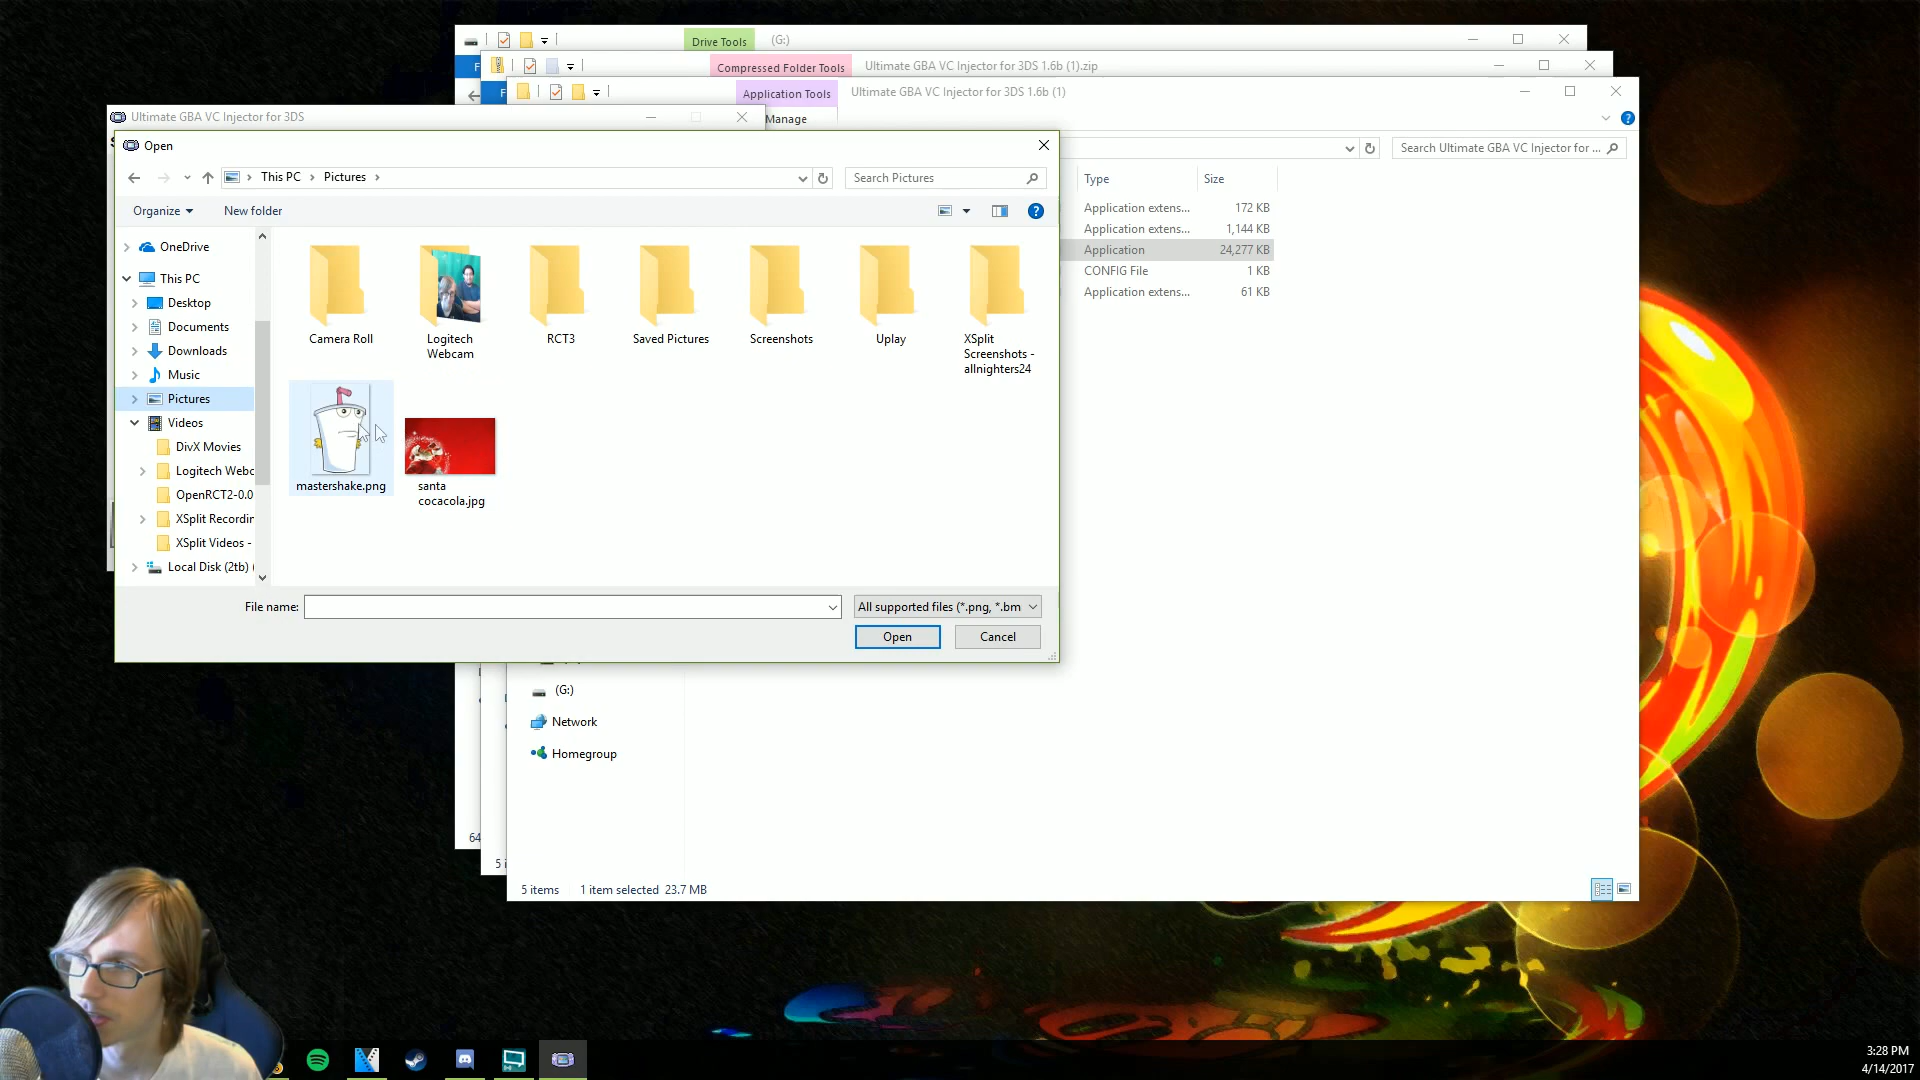 Drive Tools
(G:)
F
Compressed Folder Tools
Ultimate GBA VC Injector for 3DS 1.6b (1).zip
F
Application Tools
Ultimate GBA VC Injector for 3DS 1.6b (1)
Ultimate GBA VC Injector for 3DS
Manage
Open
This PC
Pictures
Search Pictures
Search Ultimate GBA VC Injector for ...
Organize
New folder
Type
Size
Application extens...
172 KB
Application extens...
1,144 KB
Application
24,277 KB
CONFIG File
1 KB
Application extens...
61 KB
OneDrive
This PC
Desktop
Documents
Downloads
Music
Pictures
Videos
DivX Movies
Logitech Webc
OpenRCT2-0.0
XSplit Recordin
XSplit Videos -
Local Disk (2tb) (
Camera Roll
Logitech
Webcam
RCT3
Saved Pictures
Screenshots
Uplay
XSplit
Screenshots -
allnighters24
mastershake.png
santa
cocacola.jpg
File name:
All supported files (*.png, *.bm
Open
Cancel
(G:)
Network
Homegroup
64
5 i
5 items
1 item selected 23.7 MB
3:28 PM
4/14/2017